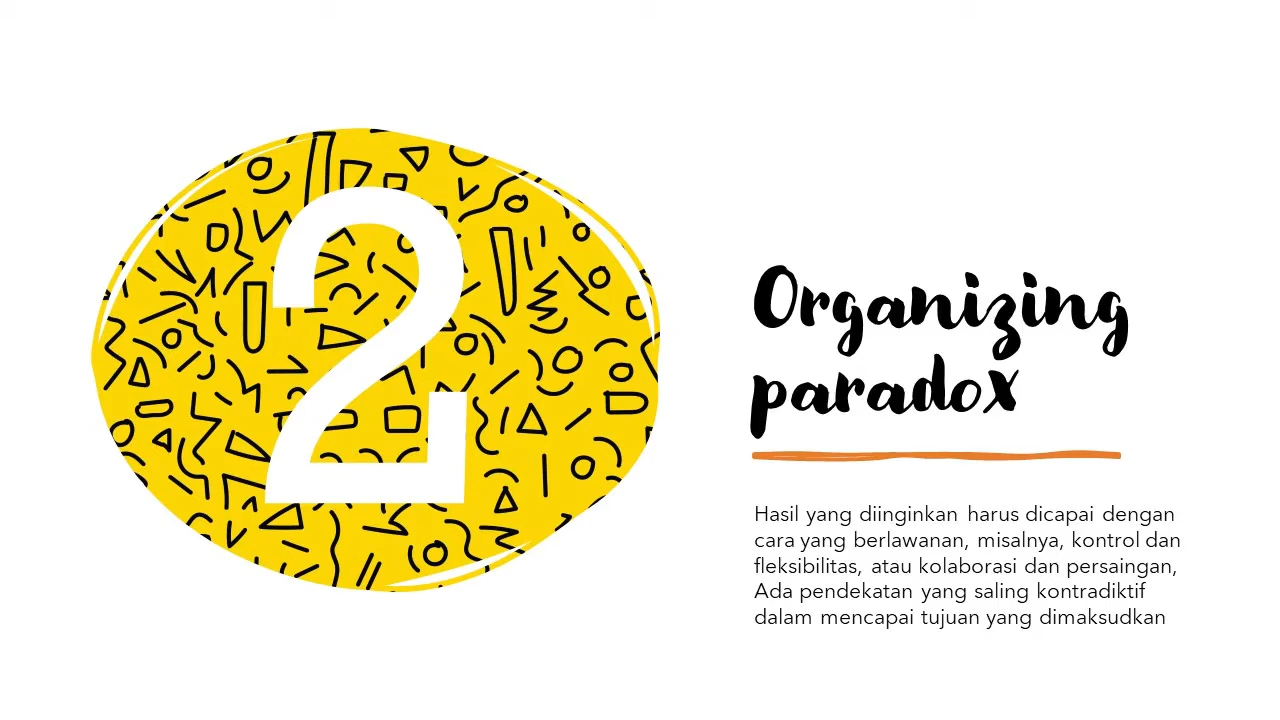 2
Organizing
paradox
Hasil yang diinginkan harus dicapai dengan
cara yang berlawanan, misalnya, kontrol dan
fleksibilitas, atau kolaborasi dan persaingan,
Ada pendekatan yang saling kontradiktif
dalam mencapai tujuan yang dimaksudkan